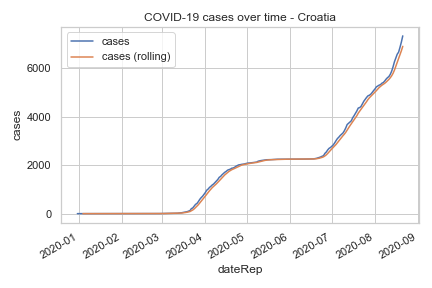 COVID-19 cases over time - Croatia
cases
cases (rolling)
6000
4000
2000
0
cases
2020-01
2020-02
2020-03
2020-04
2020-05
2020-06
2020-07
2020-08
2020-09
dateRep